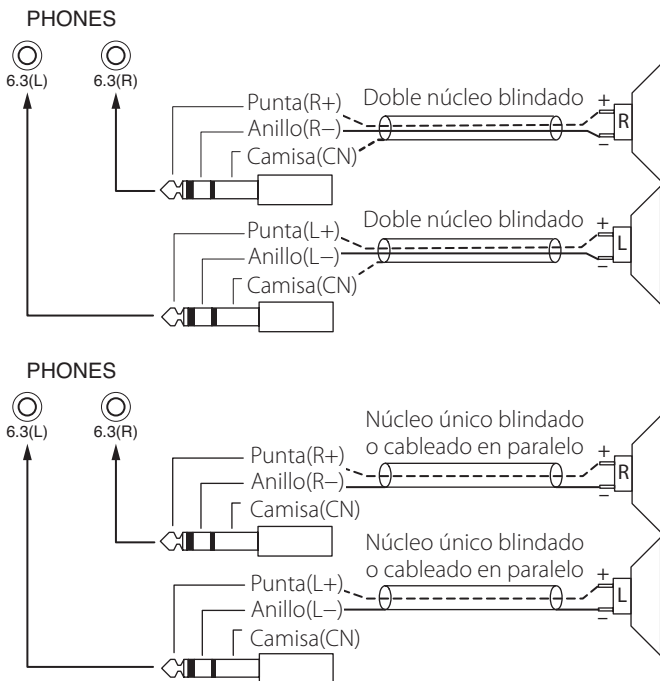 PHONES
6.3(L) 6.3(R)
Punta(R+) Doble núcleo blindado +
Anillo(R−) R
Camisa(CN) −
Punta(L+) Doble núcleo blindado +
Anillo(L−) L
Camisa(CN) −
PHONES
6.3(L) 6.3(R)
Núcleo único blindado
o cableado en paralelo
Punta(R+) +
Anillo(R−) R
Camisa(CN) −
Núcleo único blindado
o cableado en paralelo
Punta(L+) +
Anillo(L−) L
Camisa(CN) −